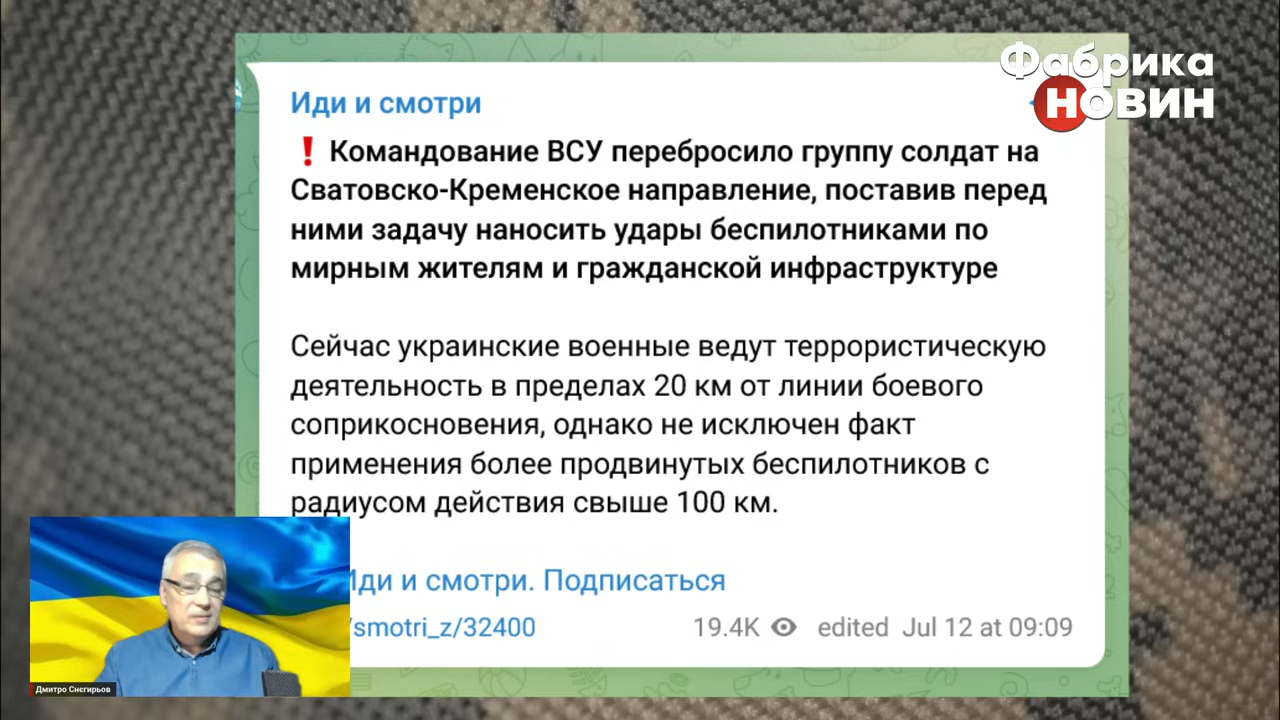 Фабрика
новин
Иди и смотри
❗ Командование ВСУ перебросило группу солдат на
Сватовско-Кременское направление, поставив перед
ними задачу наносить удары беспилотниками по
мирным жителям и гражданской инфраструктуре
Сейчас украинские военные ведут террористическую
деятельность в пределах 20 км от линии боевого
соприкосновения, однако не исключен факт
применения более продвинутых беспилотников с
радиусом действия свыше 100 км.
Иди и смотри. Подписаться
/smotri_z/32400
19.4K edited Jul 12 at 09:09
Дмитро Снєгирьов